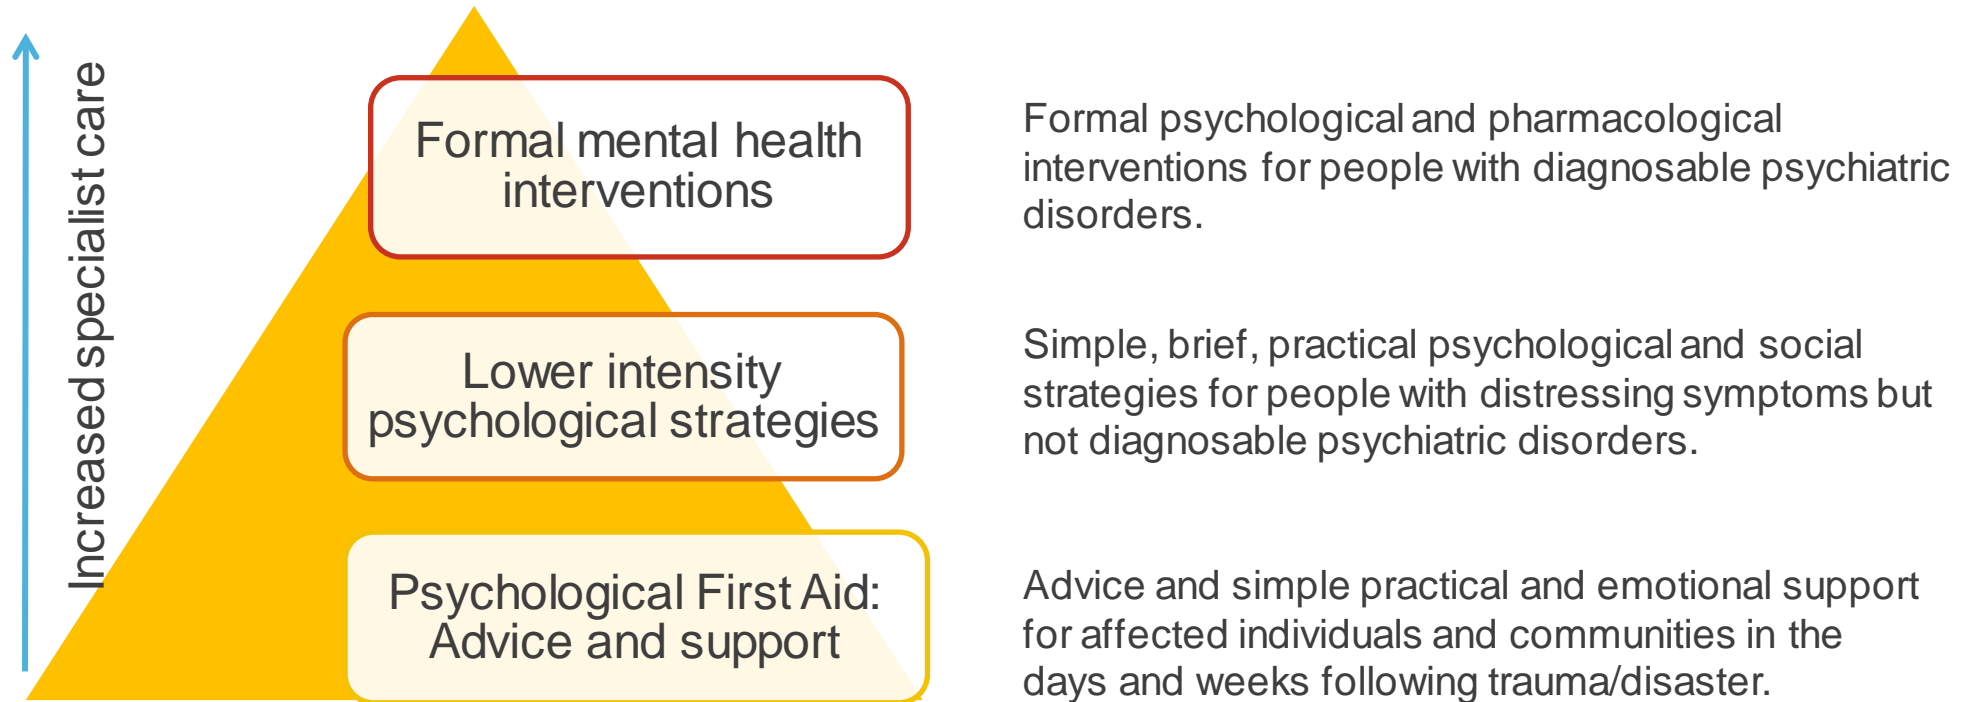 Increased specialist care
Formal mental health
interventions
Formal psychological and pharmacological
interventions for people with diagnosable psychiatric
disorders.
Lower intensity
psychological strategies
Simple, brief, practical psychological and social
strategies for people with distressing symptoms but
not diagnosable psychiatric disorders.
Psychological First Aid:
Advice and support
Advice and simple practical and emotional support
for affected individuals and communities in the
days and weeks following trauma/disaster.